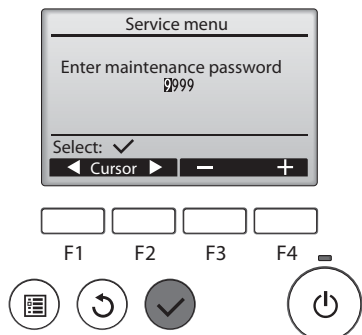 Service menu
Enter maintenance password
9999
Select:
Cursor
F1 F2 F3 F4